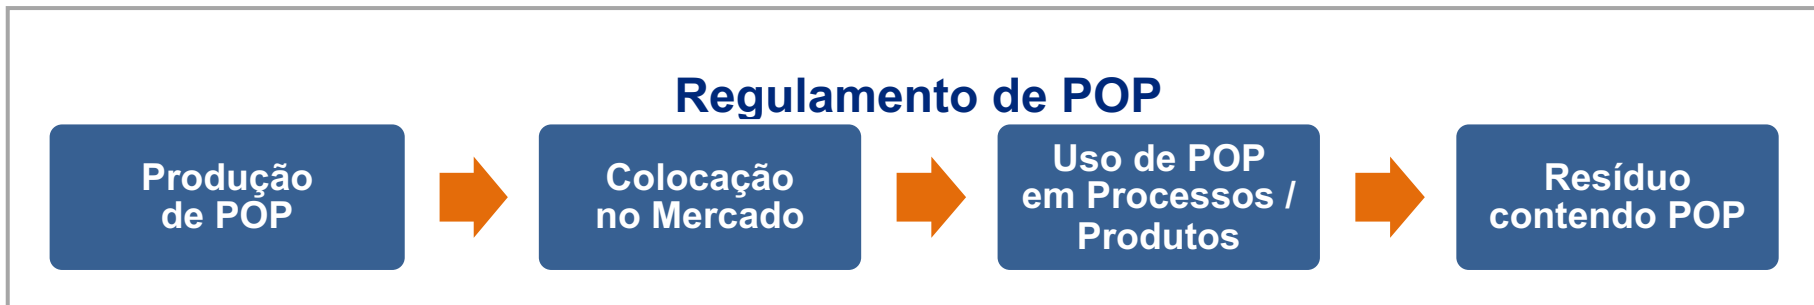 Regulamento de POP
Produção
de POP
Colocação
no Mercado
Uso de POP
em Processos /
Produtos
Resíduo
contendo POP